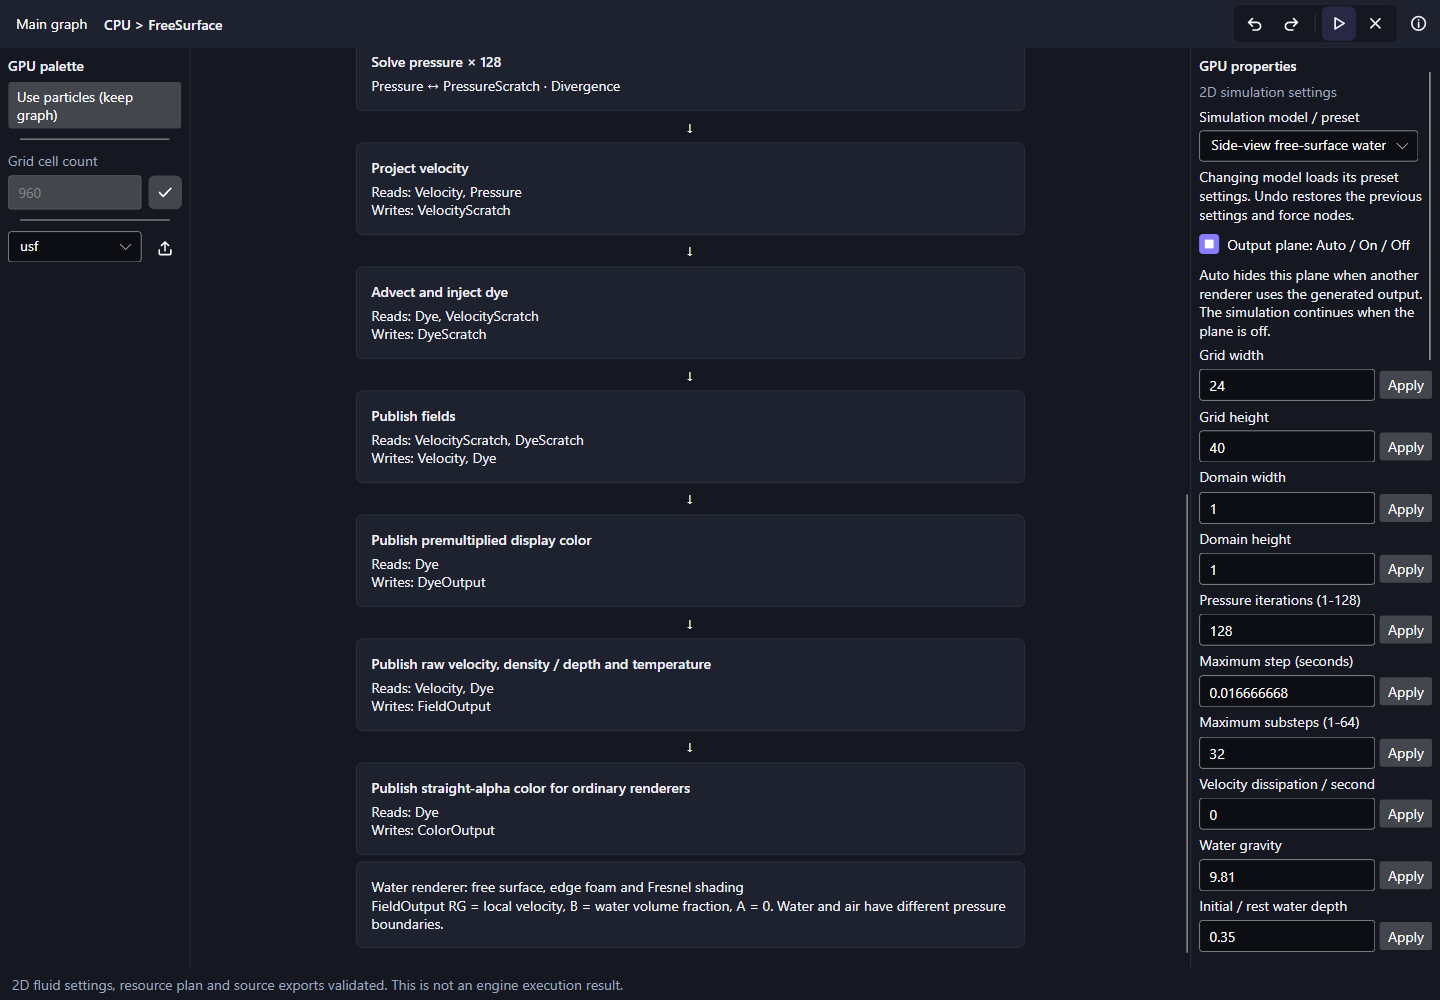 Main graph
CPU > FreeSurface
GPU palette
Use particles (keep
graph)
Grid cell count
960
usf
Solve pressure × 128
Pressure ↔ PressureScratch · Divergence
↓
Project velocity
Reads: Velocity, Pressure
Writes: VelocityScratch
↓
Advect and inject dye
Reads: Dye, VelocityScratch
Writes: DyeScratch
↓
Publish fields
Reads: VelocityScratch, DyeScratch
Writes: Velocity, Dye
↓
Publish premultiplied display color
Reads: Dye
Writes: DyeOutput
↓
Publish raw velocity, density / depth and temperature
Reads: Velocity, Dye
Writes: FieldOutput
↓
Publish straight-alpha color for ordinary renderers
Reads: Dye
Writes: ColorOutput
Water renderer: free surface, edge foam and Fresnel shading
FieldOutput RG = local velocity, B = water volume fraction, A = 0. Water and air have different pressure
boundaries.
GPU properties
2D simulation settings
Simulation model / preset
Side-view free-surface water
Changing model loads its preset
settings. Undo restores the previous
settings and force nodes.
Output plane: Auto / On / Off
Auto hides this plane when another
renderer uses the generated output.
The simulation continues when the
plane is off.
Grid width
24 Apply
Grid height
40 Apply
Domain width
1 Apply
Domain height
1 Apply
Pressure iterations (1-128)
128 Apply
Maximum step (seconds)
0.016666668 Apply
Maximum substeps (1-64)
32 Apply
Velocity dissipation / second
0 Apply
Water gravity
9.81 Apply
Initial / rest water depth
0.35 Apply
2D fluid settings, resource plan and source exports validated. This is not an engine execution result.